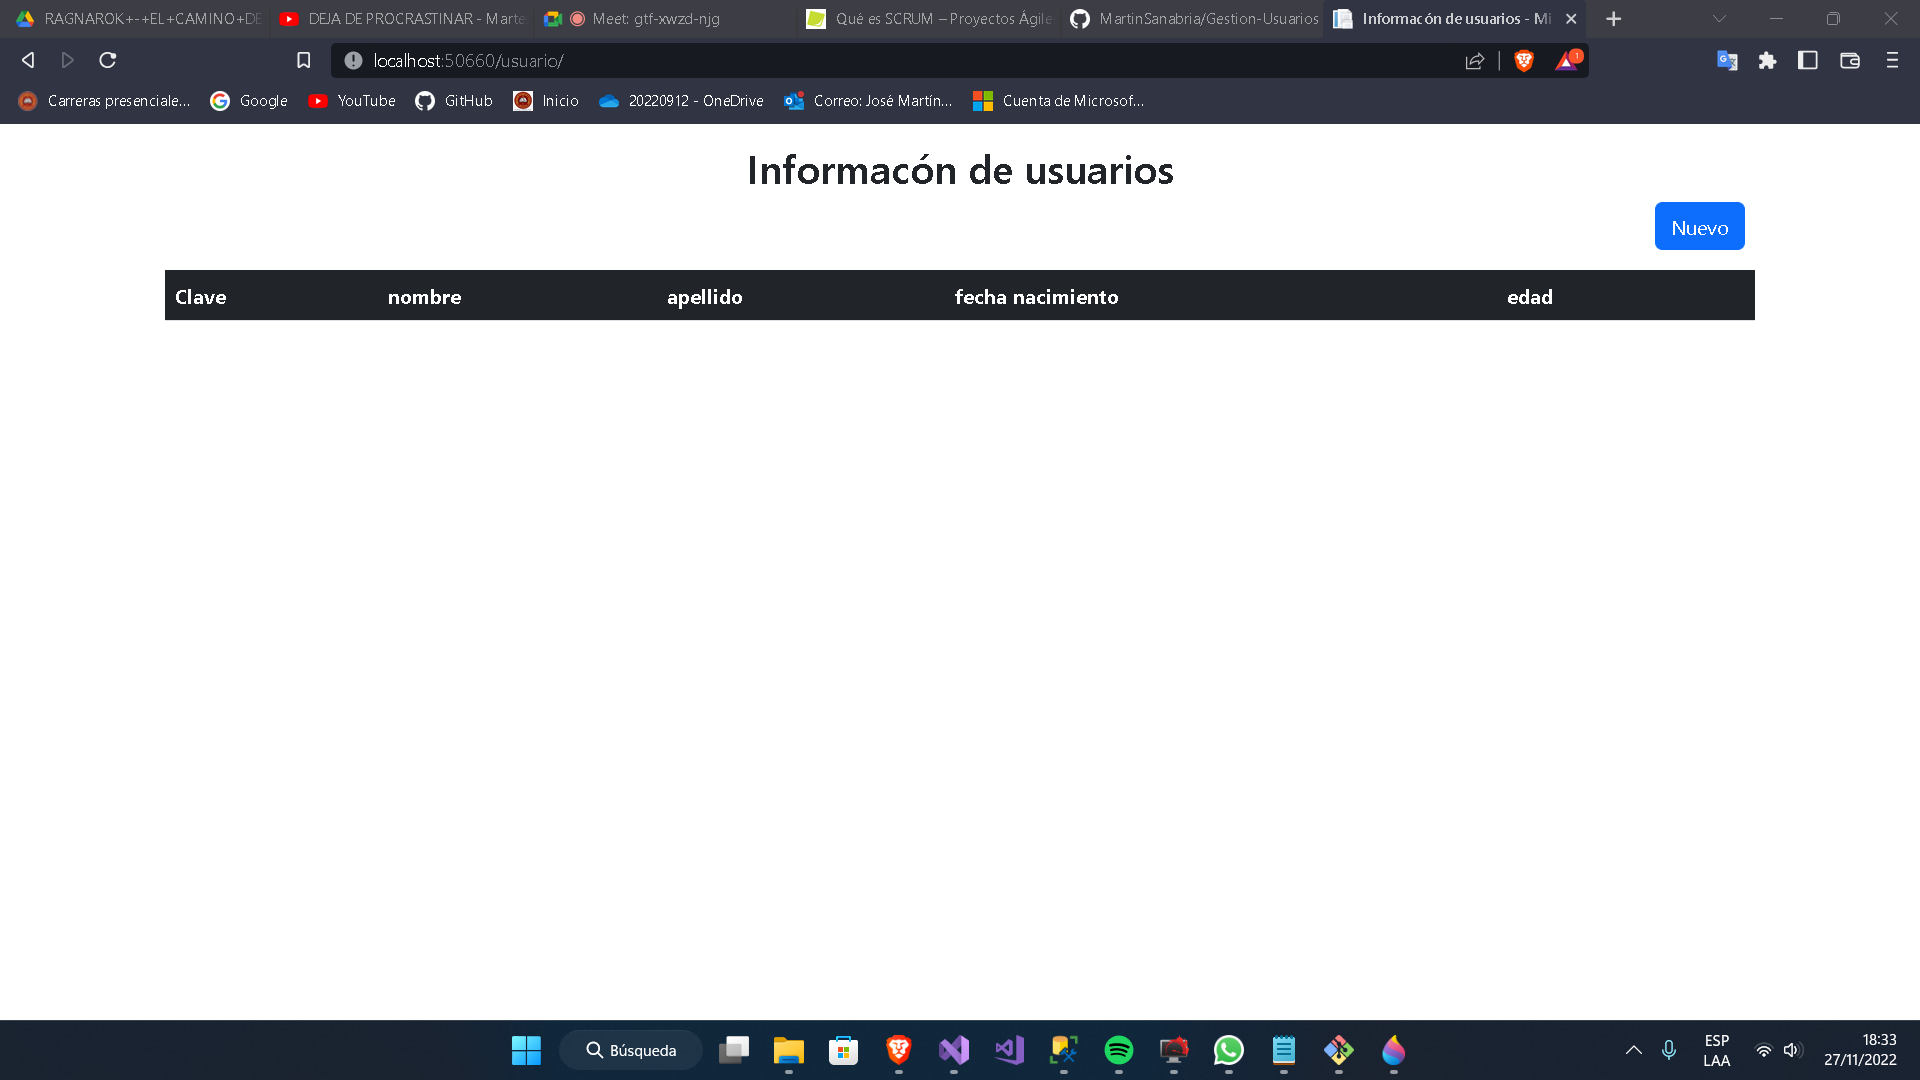 RAGNAROK+-+EL+CAMINO+DE
DEJA DE PROCRASTINAR - Marte
Meet: gtf-xwzd-njg
Qué es SCRUM – Proyectos Ágile
MartinSanabria/Gestion-Usuarios
Informacón de usuarios - Mi
localhost:50660/usuario/
1
Carreras presenciale...
Google
YouTube
GitHub
Inicio
20220912 - OneDrive
Correo: José Martín...
Cuenta de Microsof...
Informacón de usuarios
Nuevo
Clave nombre apellido fecha nacimiento edad
Búsqueda
ESP
LAA
18:33
27/11/2022